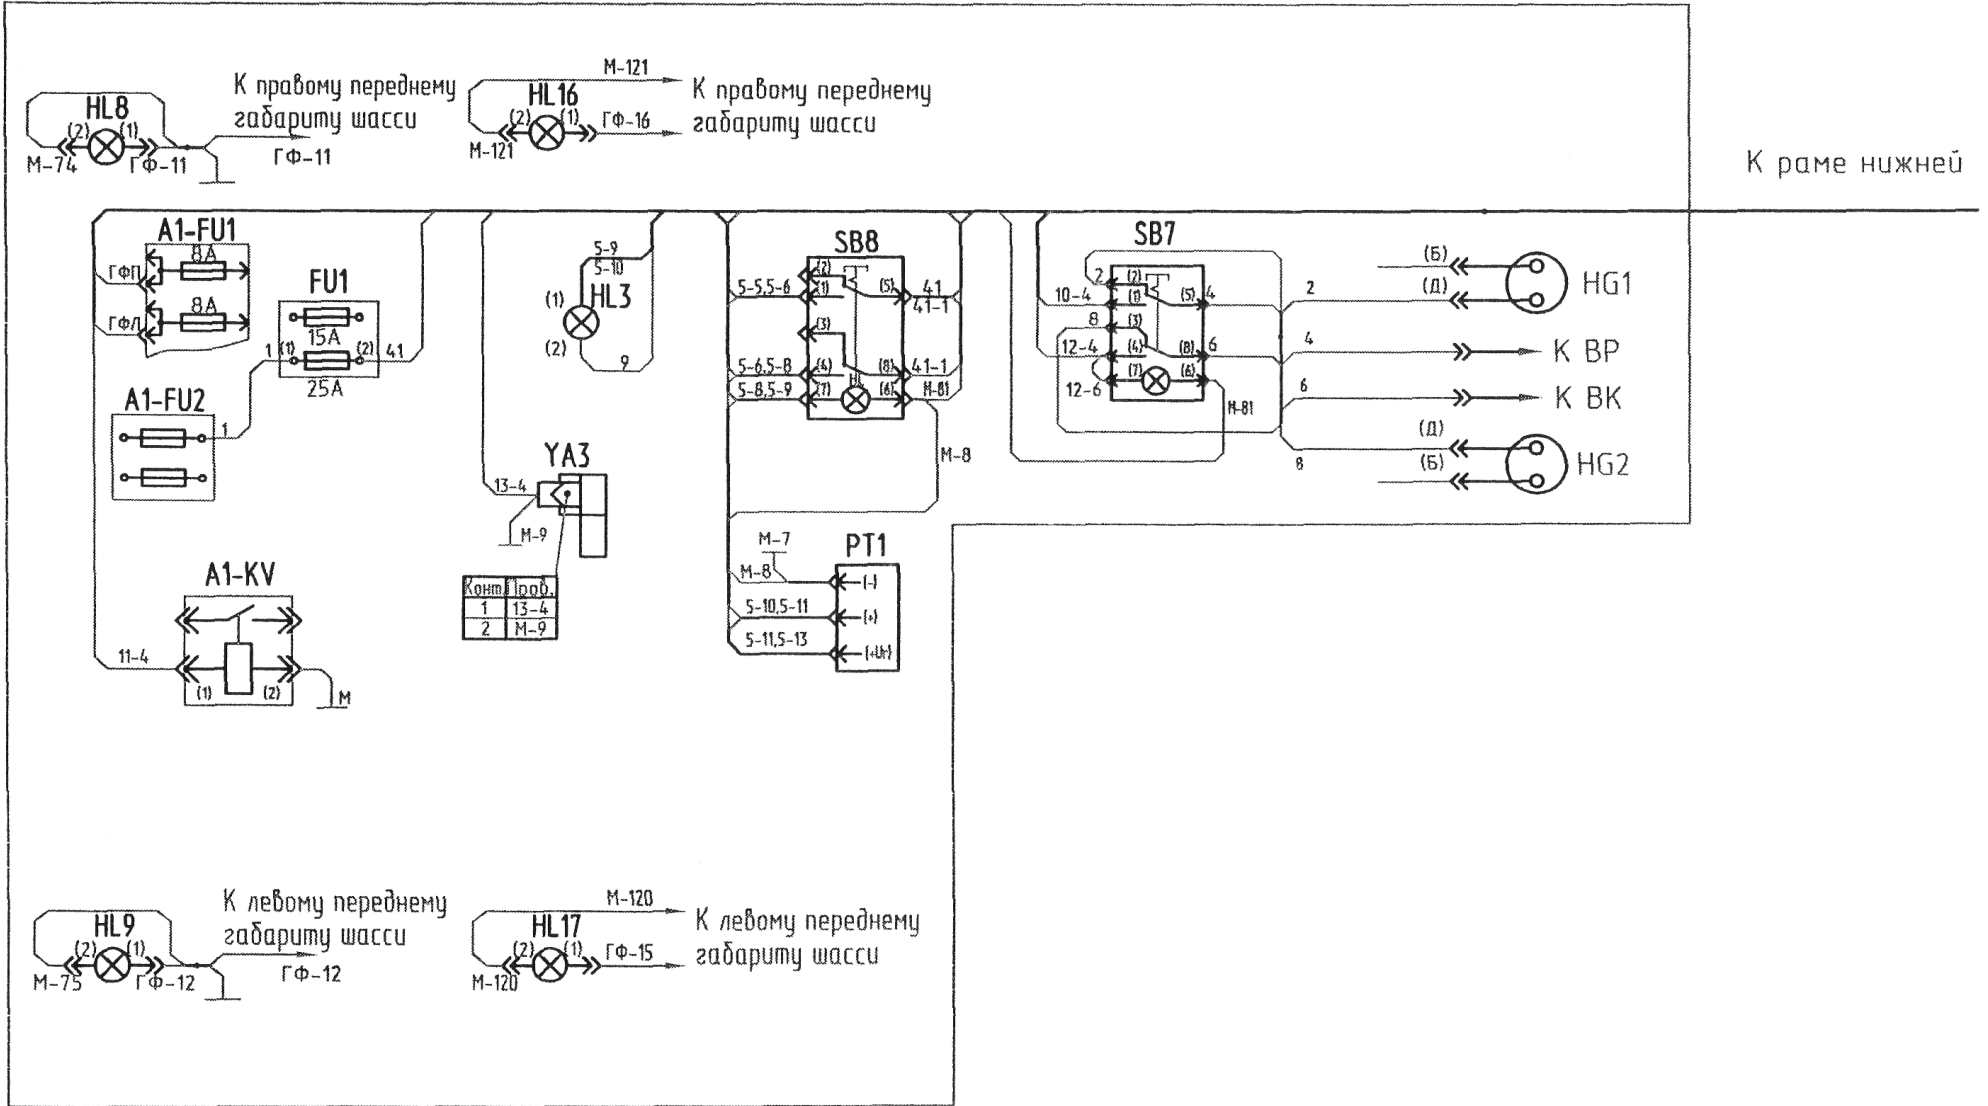 К правому переднему
габариту шасси
HL8
(2)
(1)
М-74
ГФ-11
ГФ-11
М-121
К правому переднему
габариту шасси
HL16
(2)
(1)
М-121
ГФ-16
К раме нижней
A1-FU1
8А
ГФП
8А
ГФЛ
FU1
15А
1
(1)
(2)
41
25А
A1-FU2
1
5-9
5-10
HL3
(1)
(2)
9
SB8
(2)
5-5,5-6
(1)
(5)
41
41-1
(3)
5-6,5-8
(4)
(8)
41-1
HL
5-8,5-9
(7)
(6)
М-81
М-8
SB7
2
(2)
10-4
(1)
(5)
4
8
(3)
12-4
(4)
(8)
6
12-6
(7)
(6)
М-81
(Б)
2
(Д)
HG1
4
К ВР
6
К ВК
(Д)
8
(Б)
HG2
YA3
13-4
М-9
Конт.
Пров.
1
13-4
2
М-9
М-7
PT1
М-8
(-)
5-10,5-11
(+)
5-11,5-13
A1-KV
11-4
(1)
(2)
М
К левому переднему
габариту шасси
HL9
(2)
(1)
М-75
ГФ-12
ГФ-12
М-120
К левому переднему
габариту шасси
HL17
(2)
(1)
М-120
ГФ-15